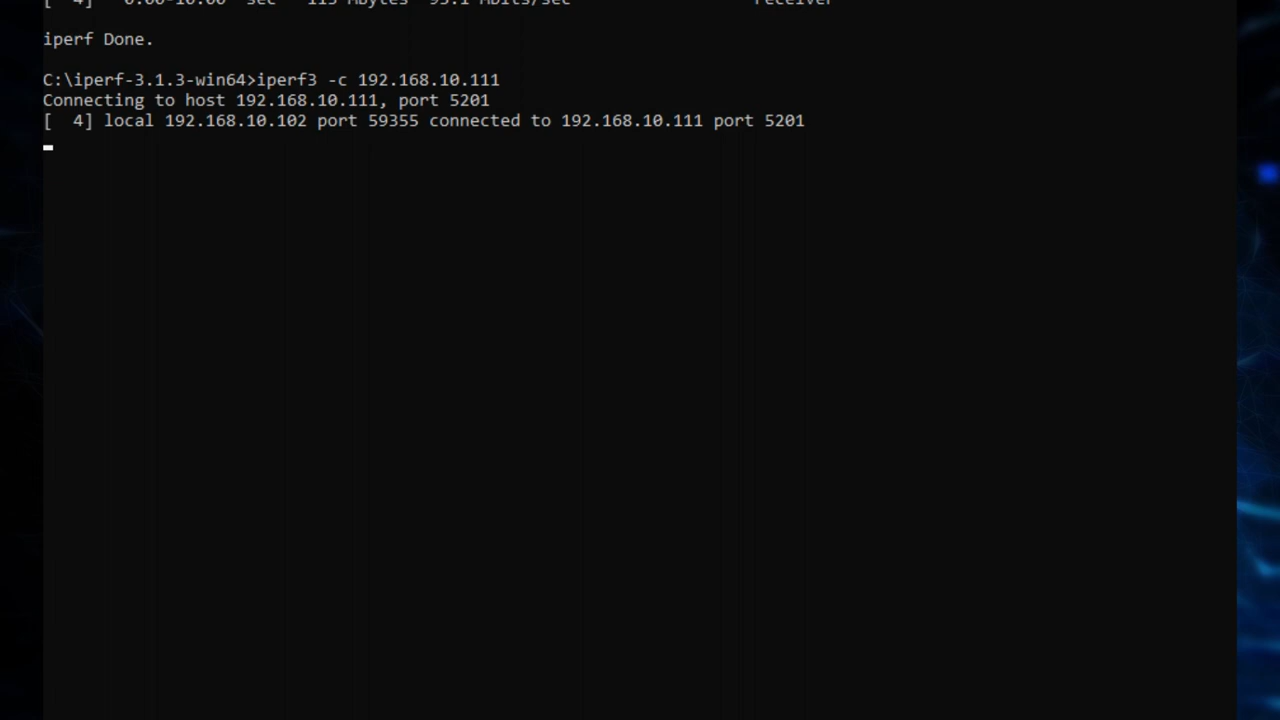 [  4]   0.00-10.00  sec   113 MBytes  95.1 Mbits/sec                  receiver
iperf Done.
C:\iperf-3.1.3-win64>iperf3 -c 192.168.10.111
Connecting to host 192.168.10.111, port 5201
[  4] local 192.168.10.102 port 59355 connected to 192.168.10.111 port 5201